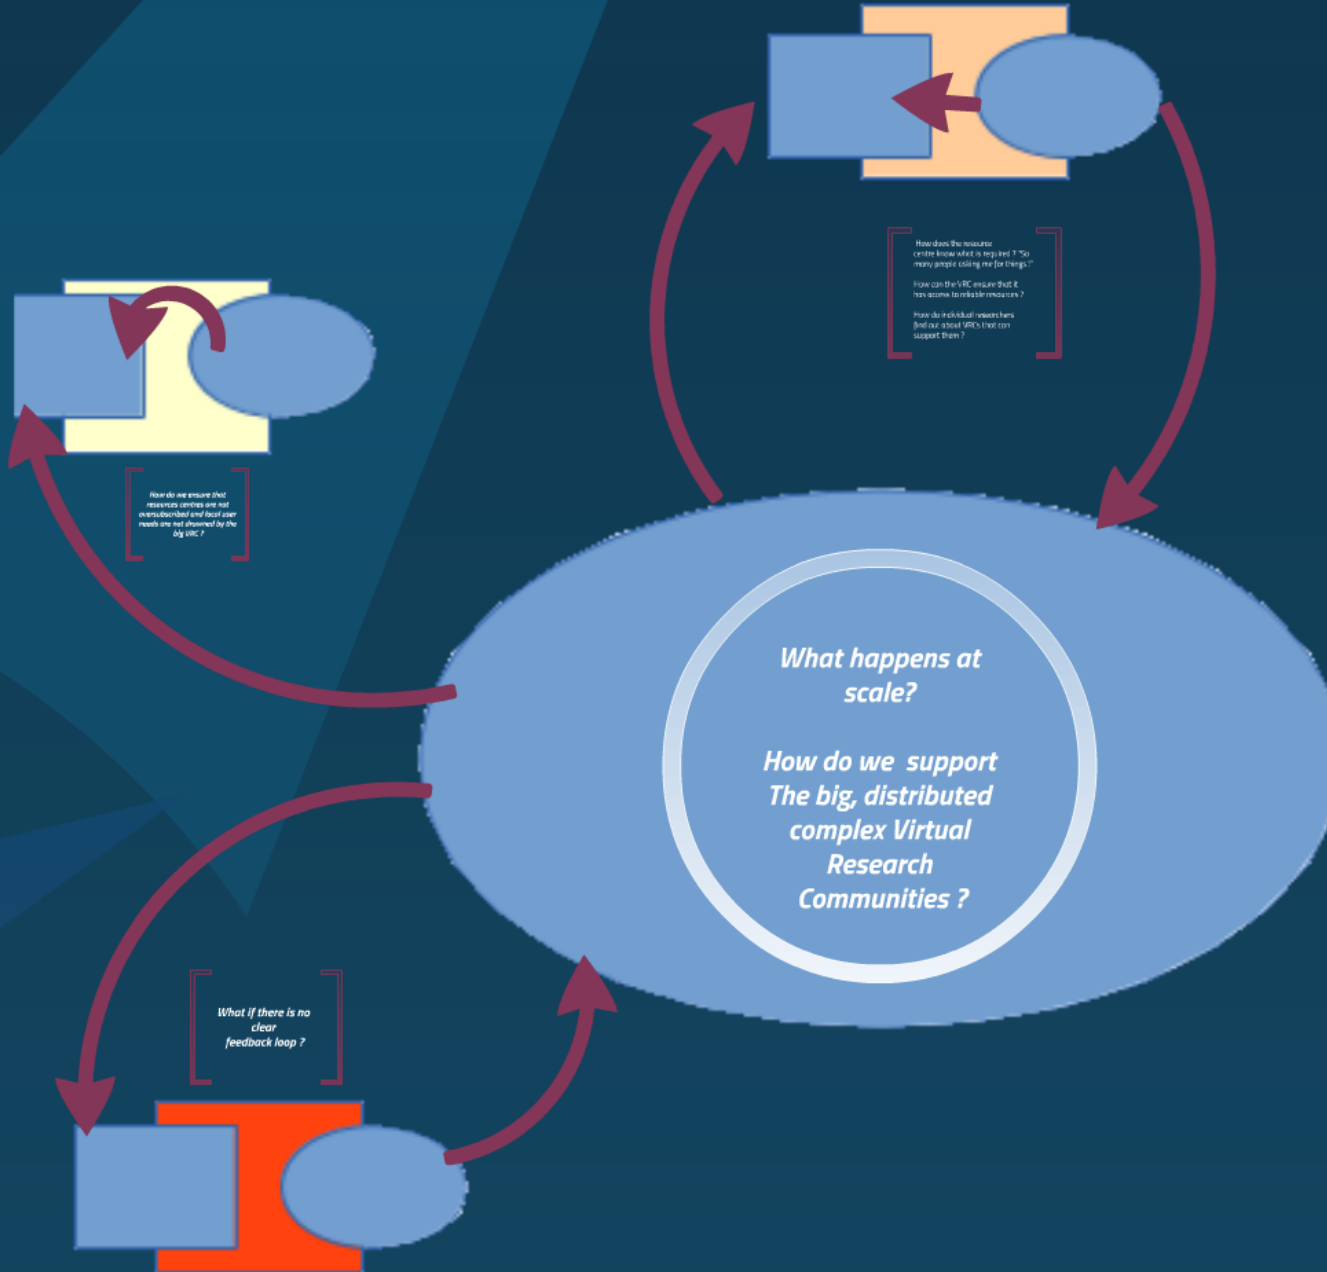 How does the resource
centre know what is required ? "So
many people asking me for things !"
How can the VRC ensure that it
has access to reliable resources ?
How do individual researchers
find out about VRCs that can
support them ?
How do we ensure that
resources centres are not
oversubscribed and local user
needs are not drowned by the
big VRC ?
What happens at
scale?
How do we  support
The big, distributed
complex Virtual
Research
Communities ?
What if there is no
clear
feedback loop ?